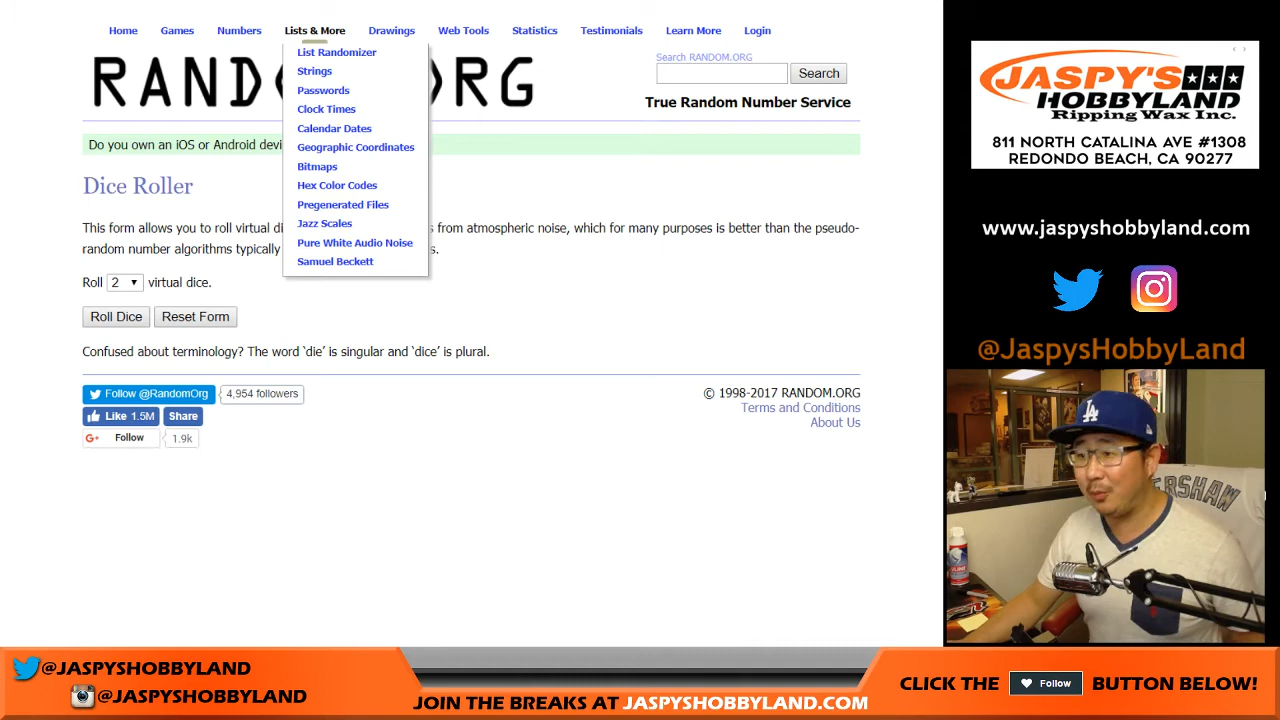 Home Games Numbers Lists & More Drawings Web Tools Statistics Testimonials Learn More Login
List Randomizer
Strings
Passwords
Clock Times
Calendar Dates
Geographic Coordinates
Bitmaps
Hex Color Codes
Pregenerated Files
Jazz Scales
Pure White Audio Noise
Samuel Beckett
RAND RG
Search RANDOM.ORG
Search
True Random Number Service
Do you own an iOS or Android devi
Dice Roller
This form allows you to roll virtual di s from atmospheric noise, which for many purposes is better than the pseudo-
random number algorithms typically s.
Roll 2 virtual dice.
Roll Dice Reset Form
Confused about terminology? The word ‘die’ is singular and ‘dice’ is plural.
Follow @RandomOrg 4,954 followers
Like 1.5M Share
G+ Follow 1.9k
© 1998-2017 RANDOM.ORG
Terms and Conditions
About Us
JASPY'S
HOBBYLAND
Ripping Wax Inc.
811 NORTH CATALINA AVE #1308
REDONDO BEACH, CA 90277
www.jaspyshobbyland.com
@JaspysHobbyLand
LA
ERSHAW
@JASPYSHOBBYLAND
@JASPYSHOBBYLAND
JOIN THE BREAKS AT JASPYSHOBBYLAND.COM
CLICK THE Follow BUTTON BELOW!